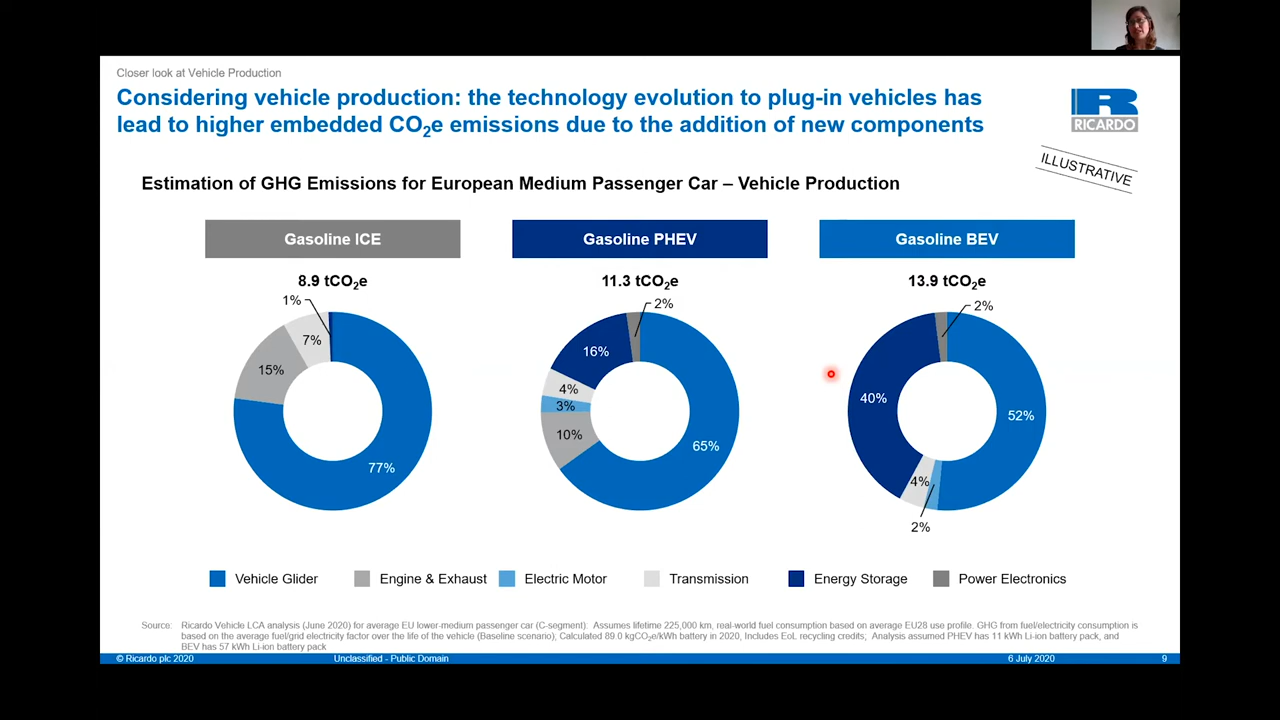 Closer look at Vehicle Production
Considering vehicle production: the technology evolution to plug-in vehicles has
lead to higher embedded CO₂e emissions due to the addition of new components
RICARDO
ILLUSTRATIVE
Estimation of GHG Emissions for European Medium Passenger Car – Vehicle Production
Gasoline ICE
Gasoline PHEV
Gasoline BEV
8.9 tCO₂e
11.3 tCO₂e
13.9 tCO₂e
1%
7%
15%
77%
2%
16%
4%
3%
10%
65%
2%
40%
52%
4%
2%
Vehicle Glider
Engine & Exhaust
Electric Motor
Transmission
Energy Storage
Power Electronics
Source: Ricardo Vehicle LCA analysis (June 2020) for average EU lower-medium passenger car (C-segment): Assumes lifetime 225,000 km, real-world fuel consumption based on average EU28 use profile. GHG from fuel/electricity consumption is
based on the average fuel/grid electricity factor over the life of the vehicle (Baseline scenario); Calculated 89.0 kgCO₂e/kWh battery in 2020, Includes EoL recycling credits; Analysis assumed PHEV has 11 kWh Li-ion battery pack, and
BEV has 57 kWh Li-ion battery pack
© Ricardo plc 2020
Unclassified - Public Domain
6 July 2020
9